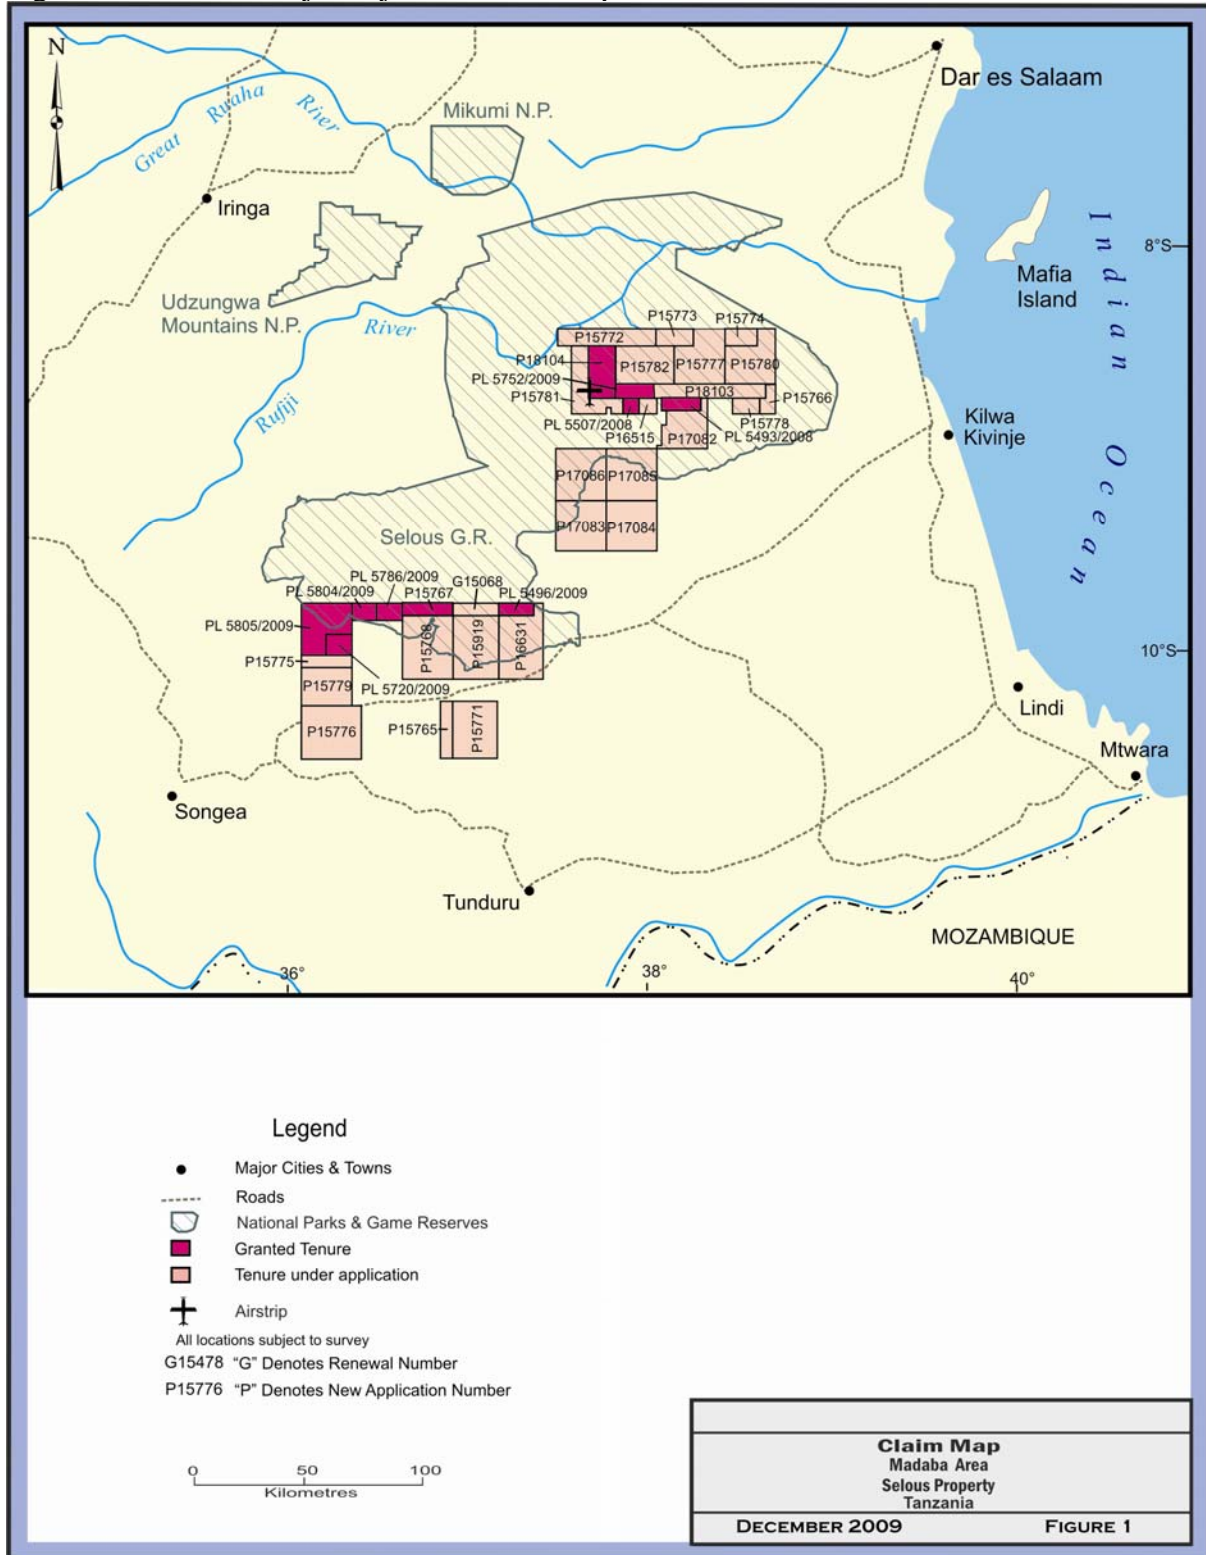 N
Dar es Salaam
Great Ruaha River
Mikumi N.P.
Iringa
Indian Ocean
8°S
Mafia
Island
Udzungwa
Mountains N.P.
Rufiji River
P15773
P15774
P15772
P18104
P15782
P15777
P15780
PL 5752/2009
P18103
P15781
P15766
PL 5507/2008
P15778
P16515
P17082
PL 5493/2008
Kilwa
Kivinje
P17086
P17085
P17083
P17084
Selous G.R.
PL 5786/2009
G15068
PL 5804/2009
P15767
PL 5496/2009
PL 5805/2009
P15768
P15919
P16631
10°S
P15775
P15779
PL 5720/2009
Lindi
P15776
P15765
P15771
Mtwara
Songea
Tunduru
MOZAMBIQUE
36°
38°
40°
Legend
Major Cities & Towns
Roads
National Parks & Game Reserves
Granted Tenure
Tenure under application
Airstrip
All locations subject to survey
G15478 "G" Denotes Renewal Number
P15776 "P" Denotes New Application Number
0 50 100
Kilometres
Claim Map
Madaba Area
Selous Property
Tanzania
DECEMBER 2009 FIGURE 1